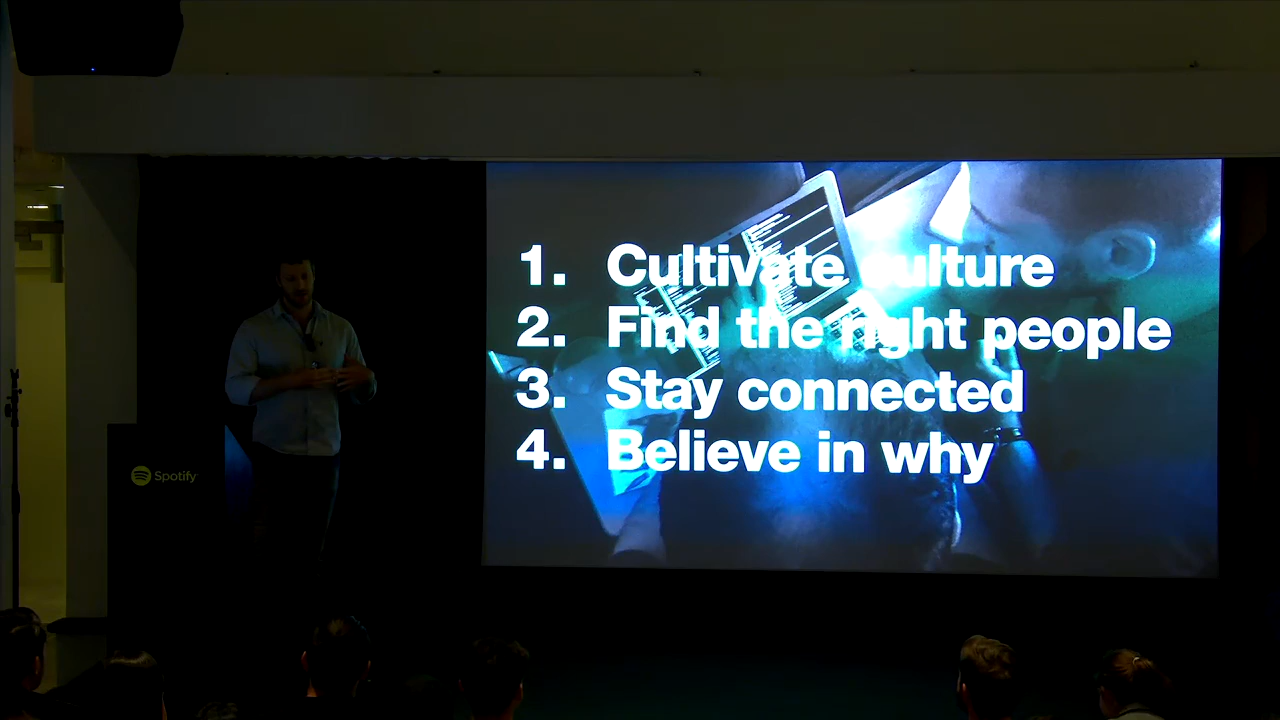 1. Cultivate culture
2. Find the right people
3. Stay connected
4. Believe in why
Spotify